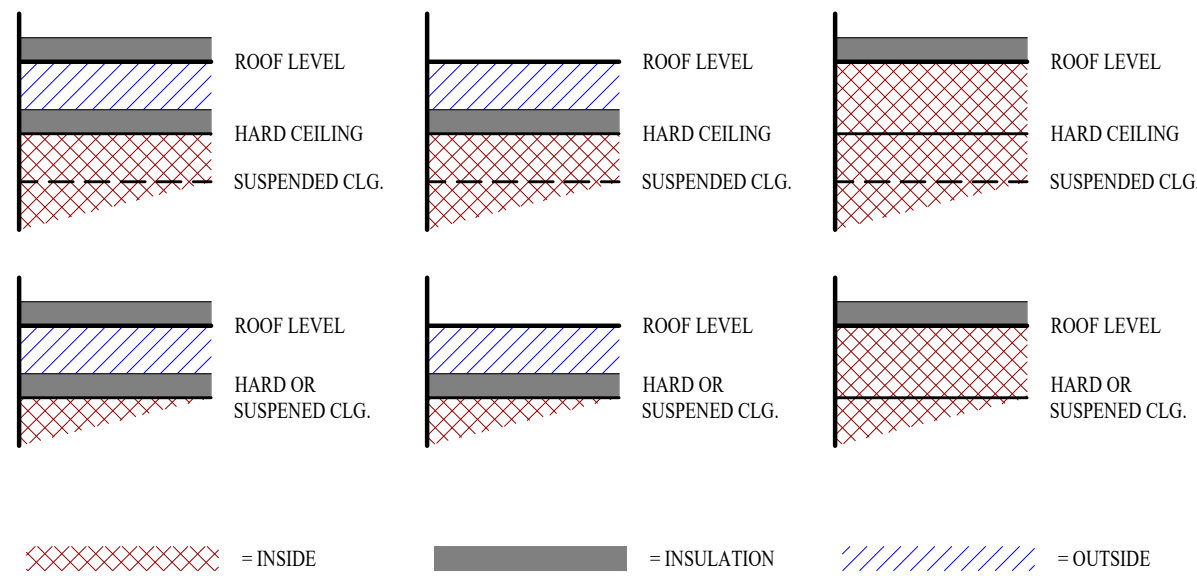 ROOF LEVEL
HARD CEILING
SUSPENDED CLG.
ROOF LEVEL
HARD CEILING
SUSPENDED CLG.
ROOF LEVEL
HARD CEILING
SUSPENDED CLG.
ROOF LEVEL
HARD OR
SUSPENED CLG.
ROOF LEVEL
HARD OR
SUSPENED CLG.
ROOF LEVEL
HARD OR
SUSPENED CLG.
= INSIDE
= INSULATION
= OUTSIDE